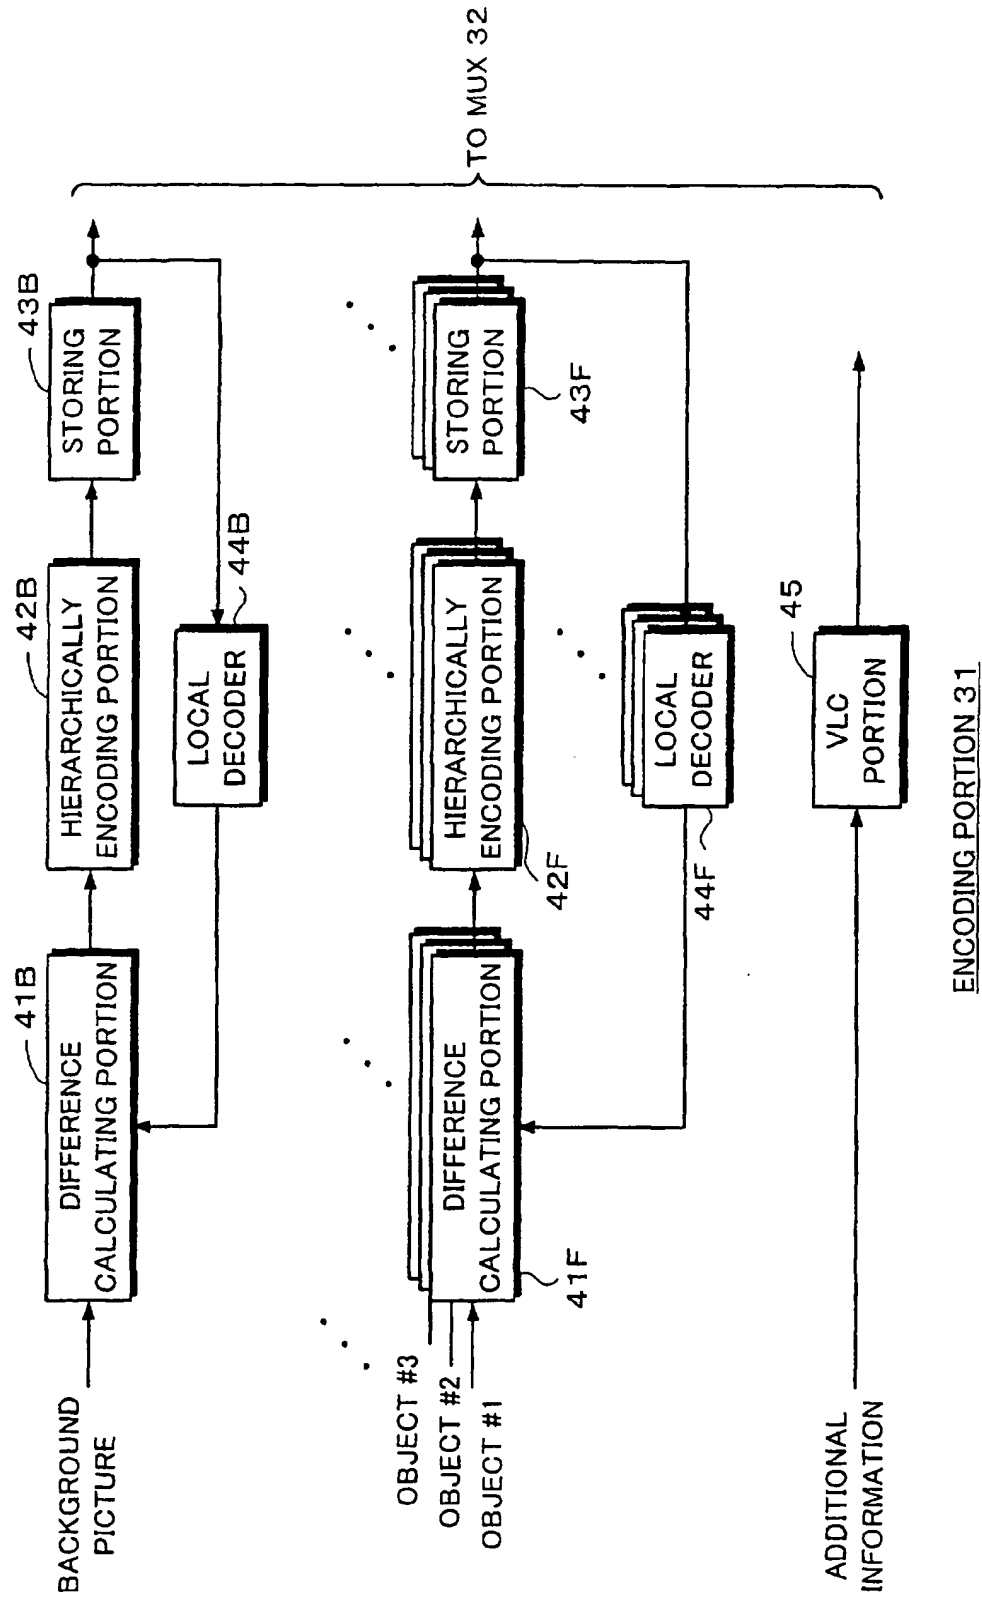 BACKGROUND
PICTURE
41B
DIFFERENCE
CALCULATING PORTION
42B
HIERARCHICALLY
ENCODING PORTION
43B
STORING
PORTION
44B
LOCAL
DECODER
OBJECT #3
OBJECT #2
OBJECT #1
DIFFERENCE
CALCULATING PORTION
41F
HIERARCHICALLY
ENCODING PORTION
42F
STORING
PORTION
43F
LOCAL
DECODER
44F
TO MUX 32
ADDITIONAL
INFORMATION
45
VLC
PORTION
ENCODING PORTION 31